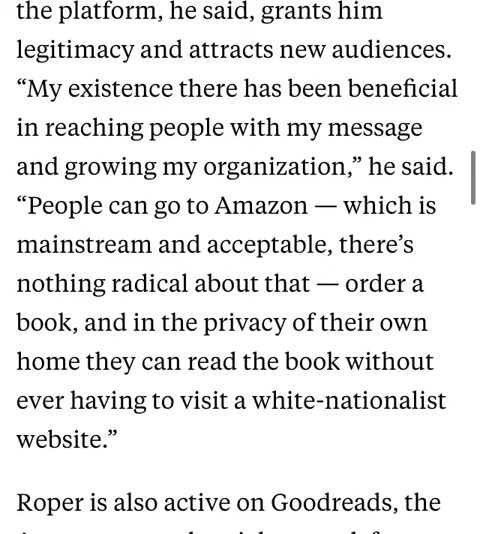 the platform, he said, grants him
legitimacy and attracts new audiences.
“My existence there has been beneficial
in reaching people with my message
and growing my organization,” he said.
“People can go to Amazon — which is
mainstream and acceptable, there’s
nothing radical about that — order a
book, and in the privacy of their own
home they can read the book without
ever having to visit a white-nationalist
website.”
Roper is also active on Goodreads, the